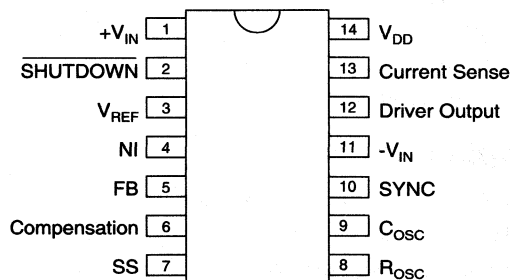 +V_IN 1 14 V_DD
SHUTDOWN 2 13 Current Sense
V_REF 3 12 Driver Output
NI 4 11 -V_IN
FB 5 10 SYNC
Compensation 6 9 C_OSC
SS 7 8 R_OSC